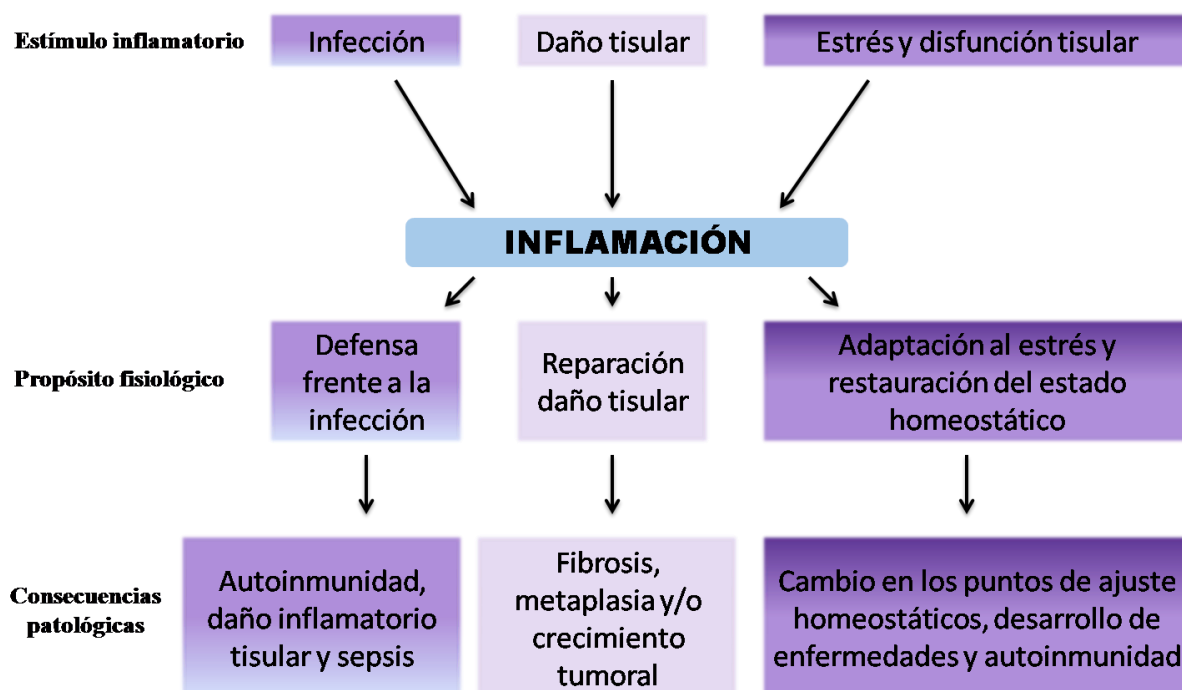 Estímulo inflamatorio
Infección
Daño tisular
Estrés y disfunción tisular
INFLAMACIÓN
Propósito fisiológico
Defensa
frente a la
infección
Reparación
daño tisular
Adaptación al estrés y
restauración del estado
homeostático
Consecuencias
patológicas
Autoinmunidad,
daño inflamatorio
tisular y sepsis
Fibrosis,
metaplasia y/o
crecimiento
tumoral
Cambio en los puntos de ajuste
homeostáticos, desarrollo de
enfermedades y autoinmunidad